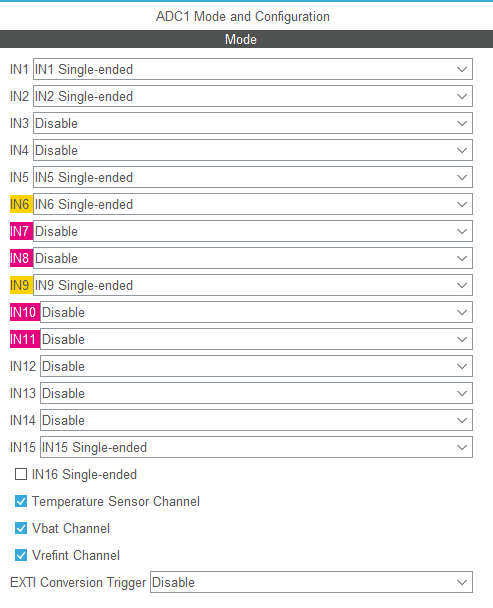 ADC1 Mode and Configuration
Mode
IN1 IN1 Single-ended
IN2 IN2 Single-ended
IN3 Disable
IN4 Disable
IN5 IN5 Single-ended
IN6 IN6 Single-ended
IN7 Disable
IN8 Disable
IN9 IN9 Single-ended
IN10 Disable
IN11 Disable
IN12 Disable
IN13 Disable
IN14 Disable
IN15 IN15 Single-ended
IN16 Single-ended
Temperature Sensor Channel
Vbat Channel
Vrefint Channel
EXTI Conversion Trigger Disable